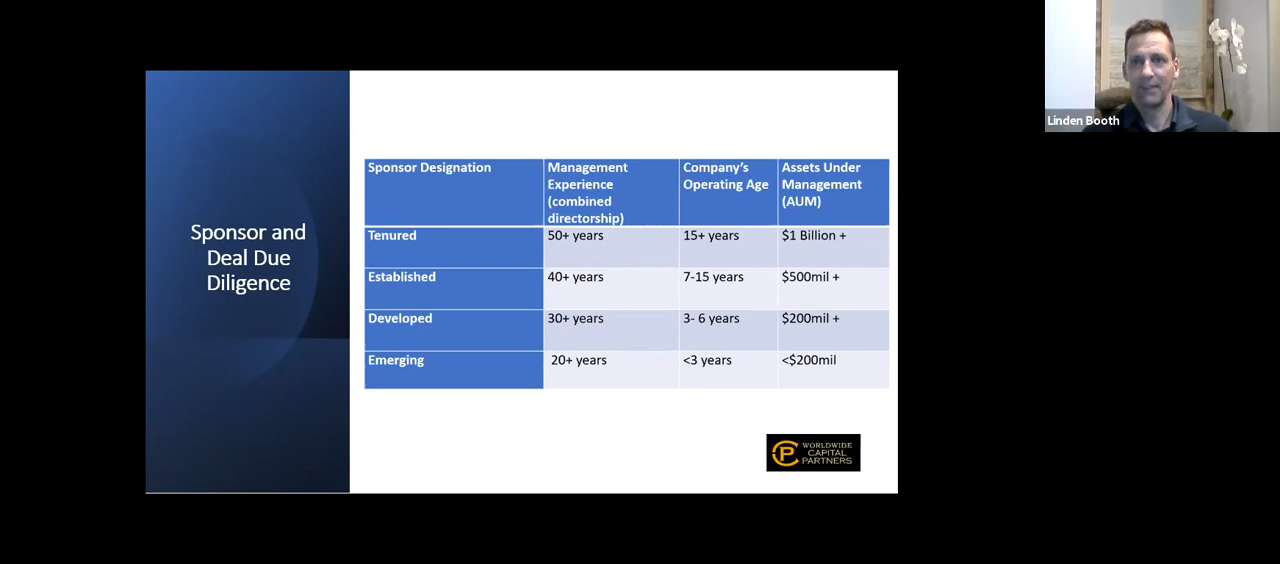 Linden Booth
Sponsor and
Deal Due
Diligence
Sponsor Designation
Management
Experience
(combined
directorship)
Company's
Operating Age
Assets Under
Management
(AUM)
Tenured
50+ years
15+ years
$1 Billion +
Established
40+ years
7-15 years
$500mil +
Developed
30+ years
3- 6 years
$200mil +
Emerging
20+ years
<3 years
<$200mil
CP
WORLDWIDE
CAPITAL
PARTNERS